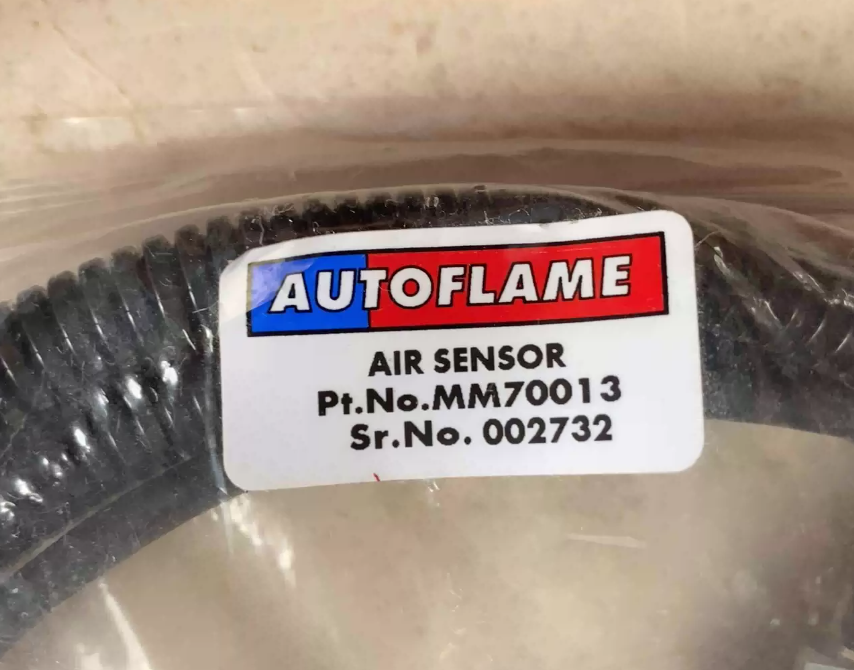 AUTOFLAME
AIR SENSOR
Pt.No.MM70013
Sr.No. 002732